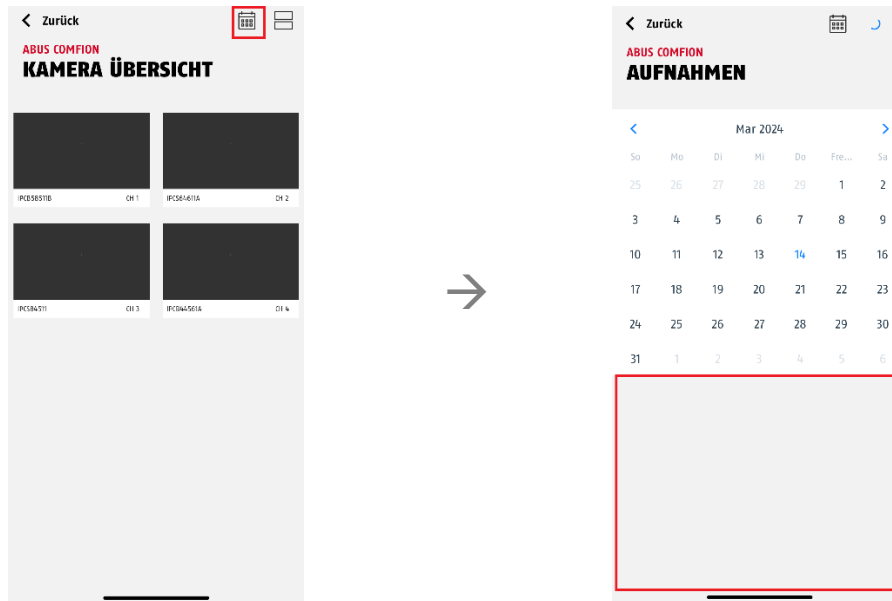 Zurück
ABUS COMFION
KAMERA ÜBERSICHT
IPCB58511B CH 1 IPCS64611A CH 2
IPCS84511 CH 3 IPCB44561A CH 4
Zurück
ABUS COMFION
AUFNAHMEN
Mar 2024
So Mo Di Mi Do Fre... Sa
25 26 27 28 29 1 2
3 4 5 6 7 8 9
10 11 12 13 14 15 16
17 18 19 20 21 22 23
24 25 26 27 28 29 30
31 1 2 3 4 5 6